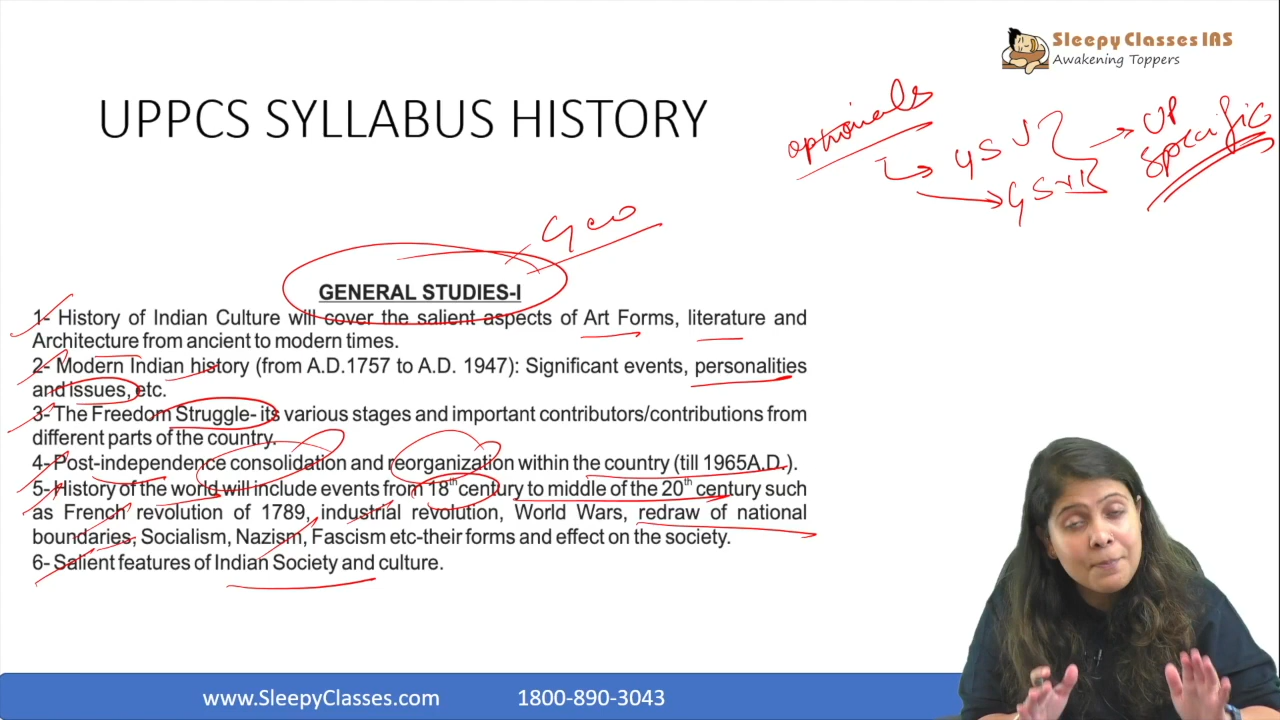 Sleepy Classes IAS
Awakening Toppers
UPPCS SYLLABUS HISTORY
optionals
GS V
GS VI
UP
specific
Geo
GENERAL STUDIES-I
1- History of Indian Culture will cover the salient aspects of Art Forms, literature and
Architecture from ancient to modern times.
2- Modern Indian history (from A.D.1757 to A.D. 1947): Significant events, personalities
and issues, etc.
3- The Freedom Struggle- its various stages and important contributors/contributions from
different parts of the country.
4- Post-independence consolidation and reorganization within the country (till 1965A.D.).
5- History of the world will include events from 18th century to middle of the 20th century such
as French revolution of 1789, industrial revolution, World Wars, redraw of national
boundaries, Socialism, Nazism, Fascism etc-their forms and effect on the society.
6- Salient features of Indian Society and culture.
www.SleepyClasses.com 1800-890-3043